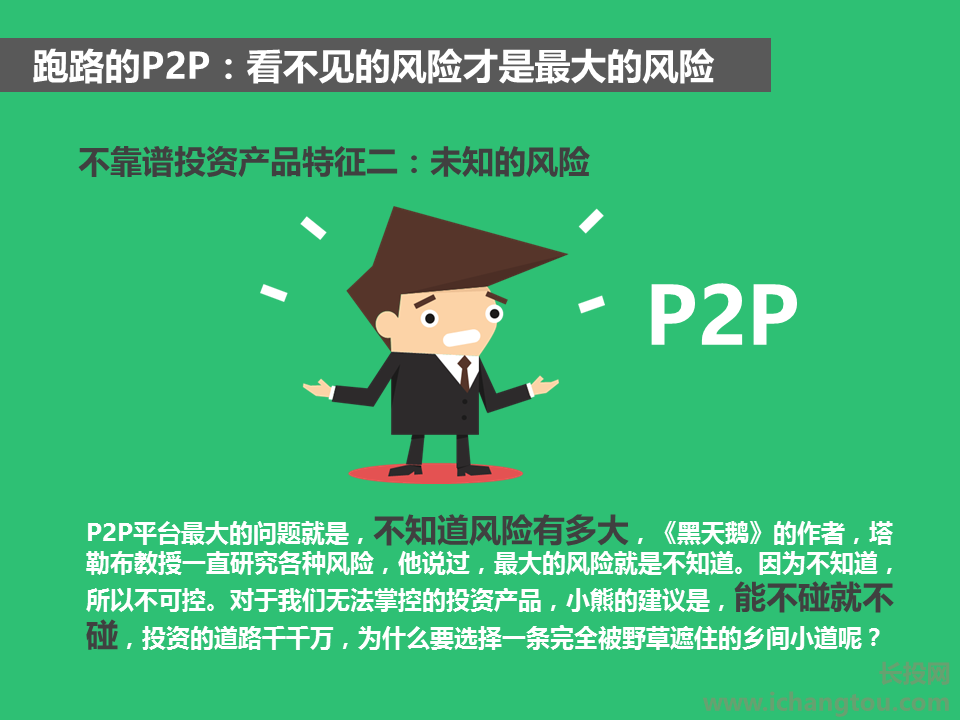 跑路的P2P：看不见的风险才是最大的风险
不靠谱投资产品特征二：未知的风险
P2P
P2P平台最大的问题就是，不知道风险有多大，《黑天鹅》的作者，塔
勒布教授一直研究各种风险，他说过，最大的风险就是不知道。因为不知道，
所以不可控。对于我们无法掌控的投资产品，小熊的建议是，能不碰就不
碰，投资的道路千千万，为什么要选择一条完全被野草遮住的乡间小道呢？
长投网
www.ichangtou.com